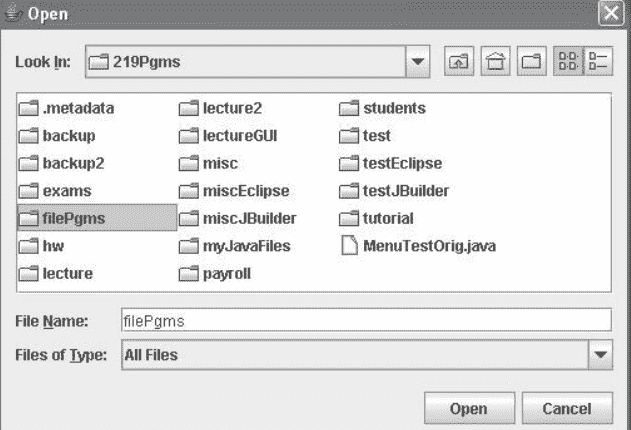 Open
Look In: 219Pgms
.metadata lecture2 students
backup lectureGUI test
backup2 misc testEclipse
exams miscEclipse testJBuilder
filePgms miscJBuilder tutorial
hw myJavaFiles MenuTestOrig.java
lecture payroll
File Name: filePgms
Files of Type: All Files
Open Cancel